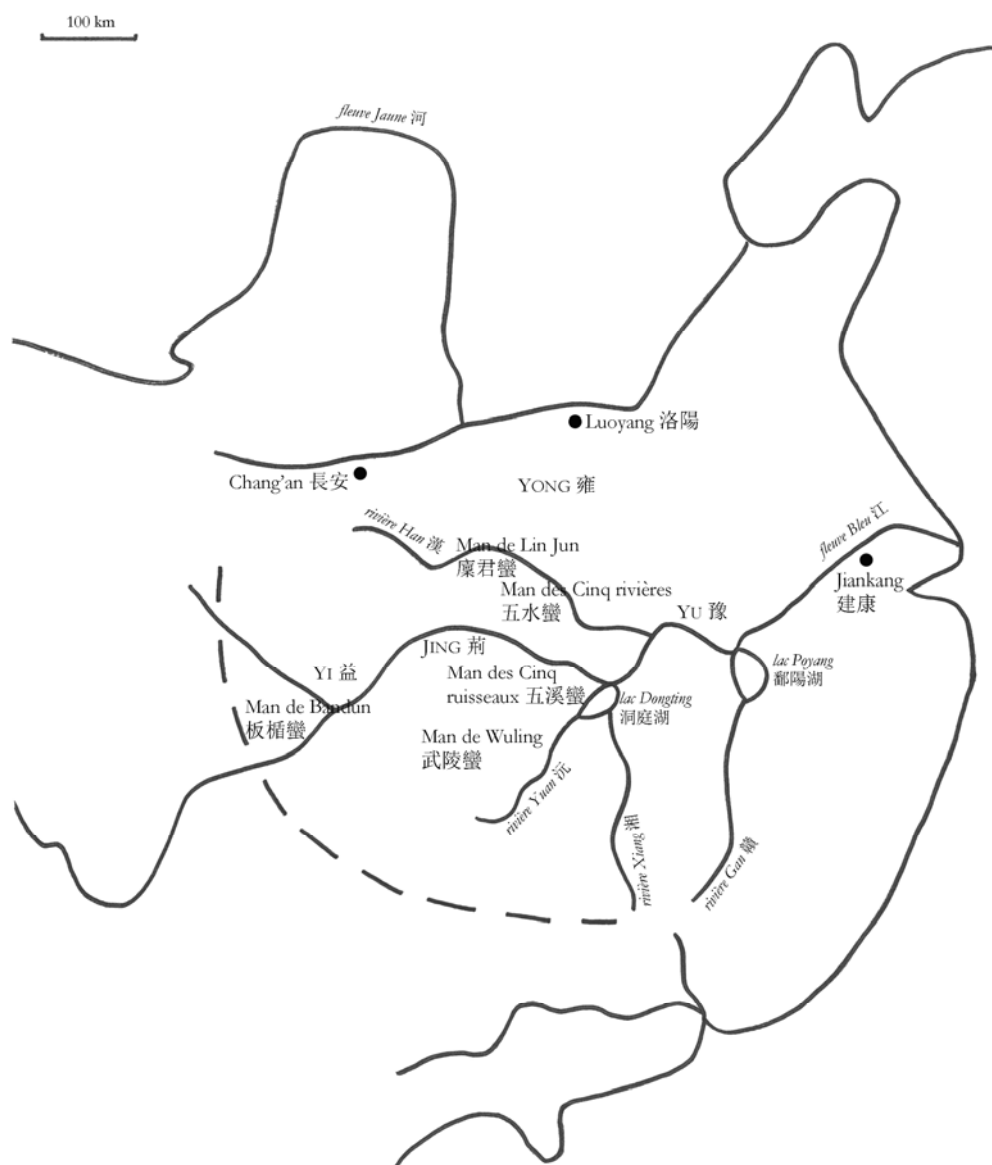 100 km
fleuve Jaune 河
Luoyang 洛陽
Chang'an 長安
YONG 雍
rivière Han 漢
fleuve Bleu 江
Man de Lin Jun
廩君蠻
Jiankang
建康
Man des Cinq rivières
五水蠻
YU 豫
JING 荊
lac Poyang
鄱陽湖
YI 益
Man des Cinq
ruisseaux 五溪蠻
lac Dongting
洞庭湖
Man de Bandun
板楯蠻
Man de Wuling
武陵蠻
rivière Yuan 沅
rivière Xiang 湘
rivière Gan 贛